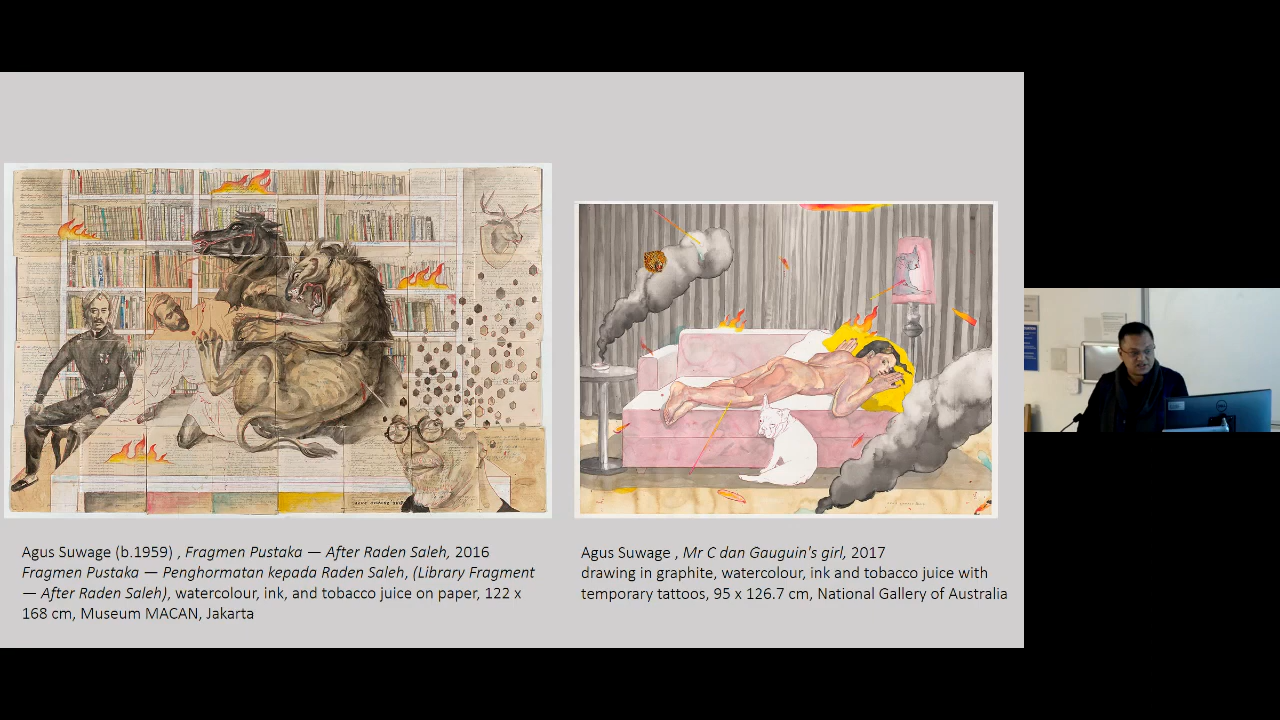 Agus Suwage (b.1959) , Fragmen Pustaka — After Raden Saleh, 2016
Fragmen Pustaka — Penghormatan kepada Raden Saleh, (Library Fragment
— After Raden Saleh), watercolour, ink, and tobacco juice on paper, 122 x
168 cm, Museum MACAN, Jakarta
Agus Suwage , Mr C dan Gauguin's girl, 2017
drawing in graphite, watercolour, ink and tobacco juice with
temporary tattoos, 95 x 126.7 cm, National Gallery of Australia